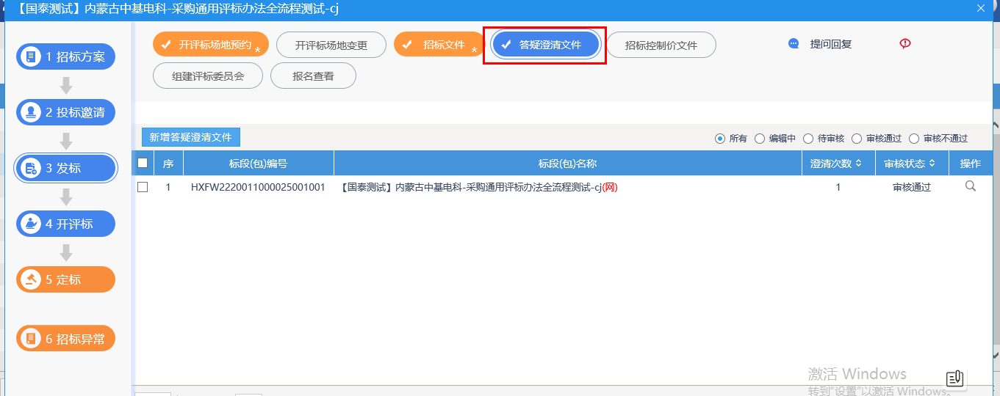 【国泰测试】内蒙古中基电科-采购通用评标办法全流程测试-cj
1 招标方案
2 投标邀请
3 发标
4 开评标
5 定标
6 招标异常
开评标场地预约 *
开评标场地变更
招标文件 *
答疑澄清文件
招标控制价文件
提问回复
组建评标委员会
报名查看
新增答疑澄清文件
所有 编辑中 待审核 审核通过 审核不通过
序 标段(包)编号 标段(包)名称 澄清次数 审核状态 操作
1 HXFW2220011000025001001 【国泰测试】内蒙古中基电科-采购通用评标办法全流程测试-cj(网) 1 审核通过
激活 Windows
转到“设置”以激活 Windows。